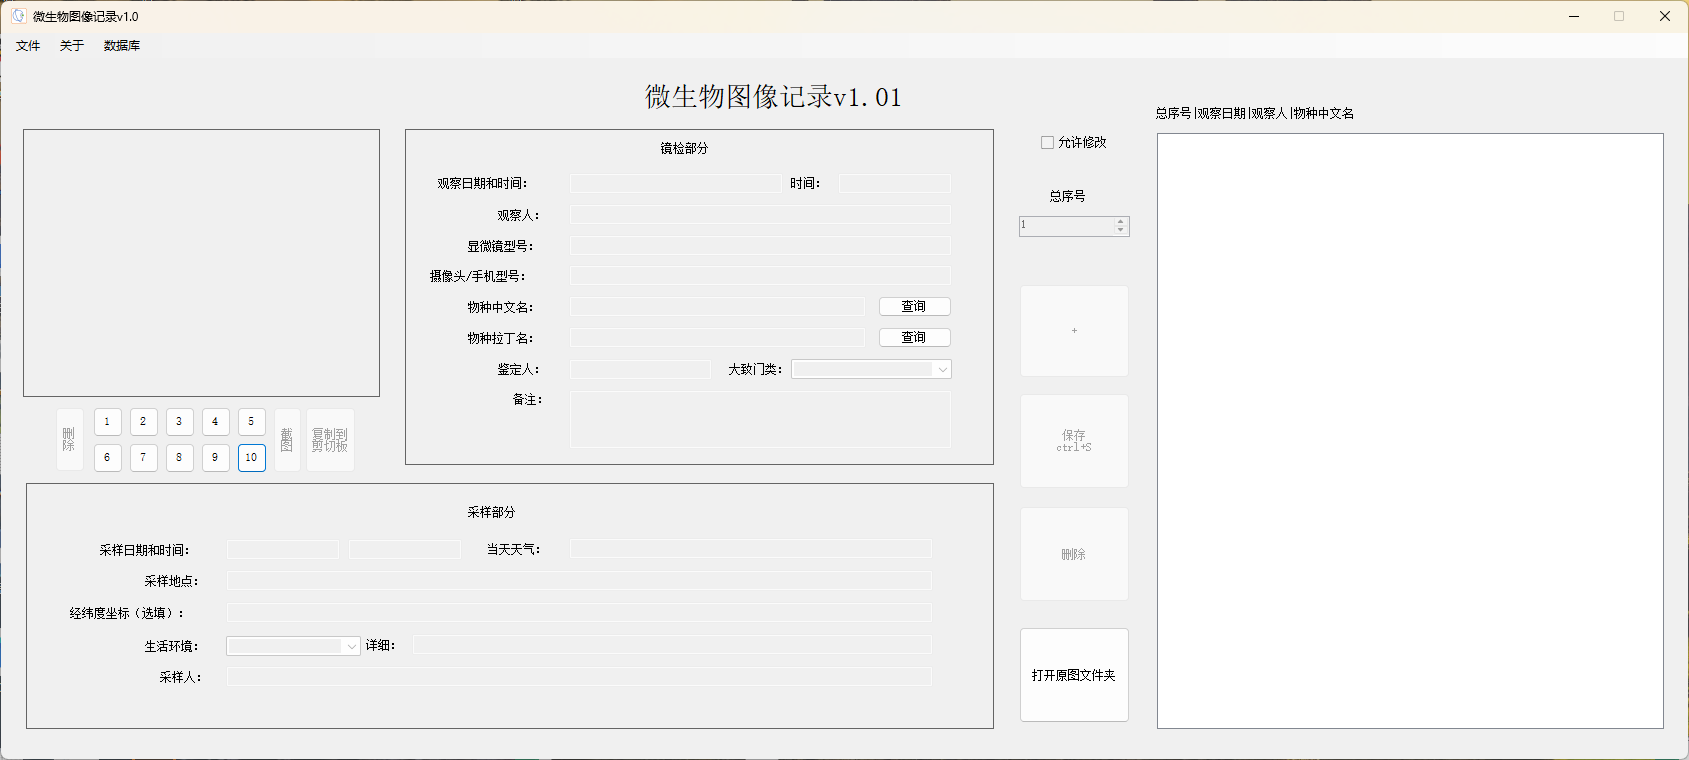 微生物图像记录v1.0
文件 关于 数据库
微生物图像记录v1.01
镜检部分
观察日期和时间： 时间：
观察人：
显微镜型号：
摄像头/手机型号：
物种中文名： 查询
物种拉丁名： 查询
鉴定人： 大致门类：
备注：
删除
1 2 3 4 5
6 7 8 9 10
截图
复制到
剪切板
采样部分
采样日期和时间： 当天天气：
采样地点：
经纬度坐标（选填）：
生活环境： 详细：
采样人：
允许修改
总序号
1
+
保存
ctrl+S
删除
打开原图文件夹
总序号|观察日期|观察人|物种中文名